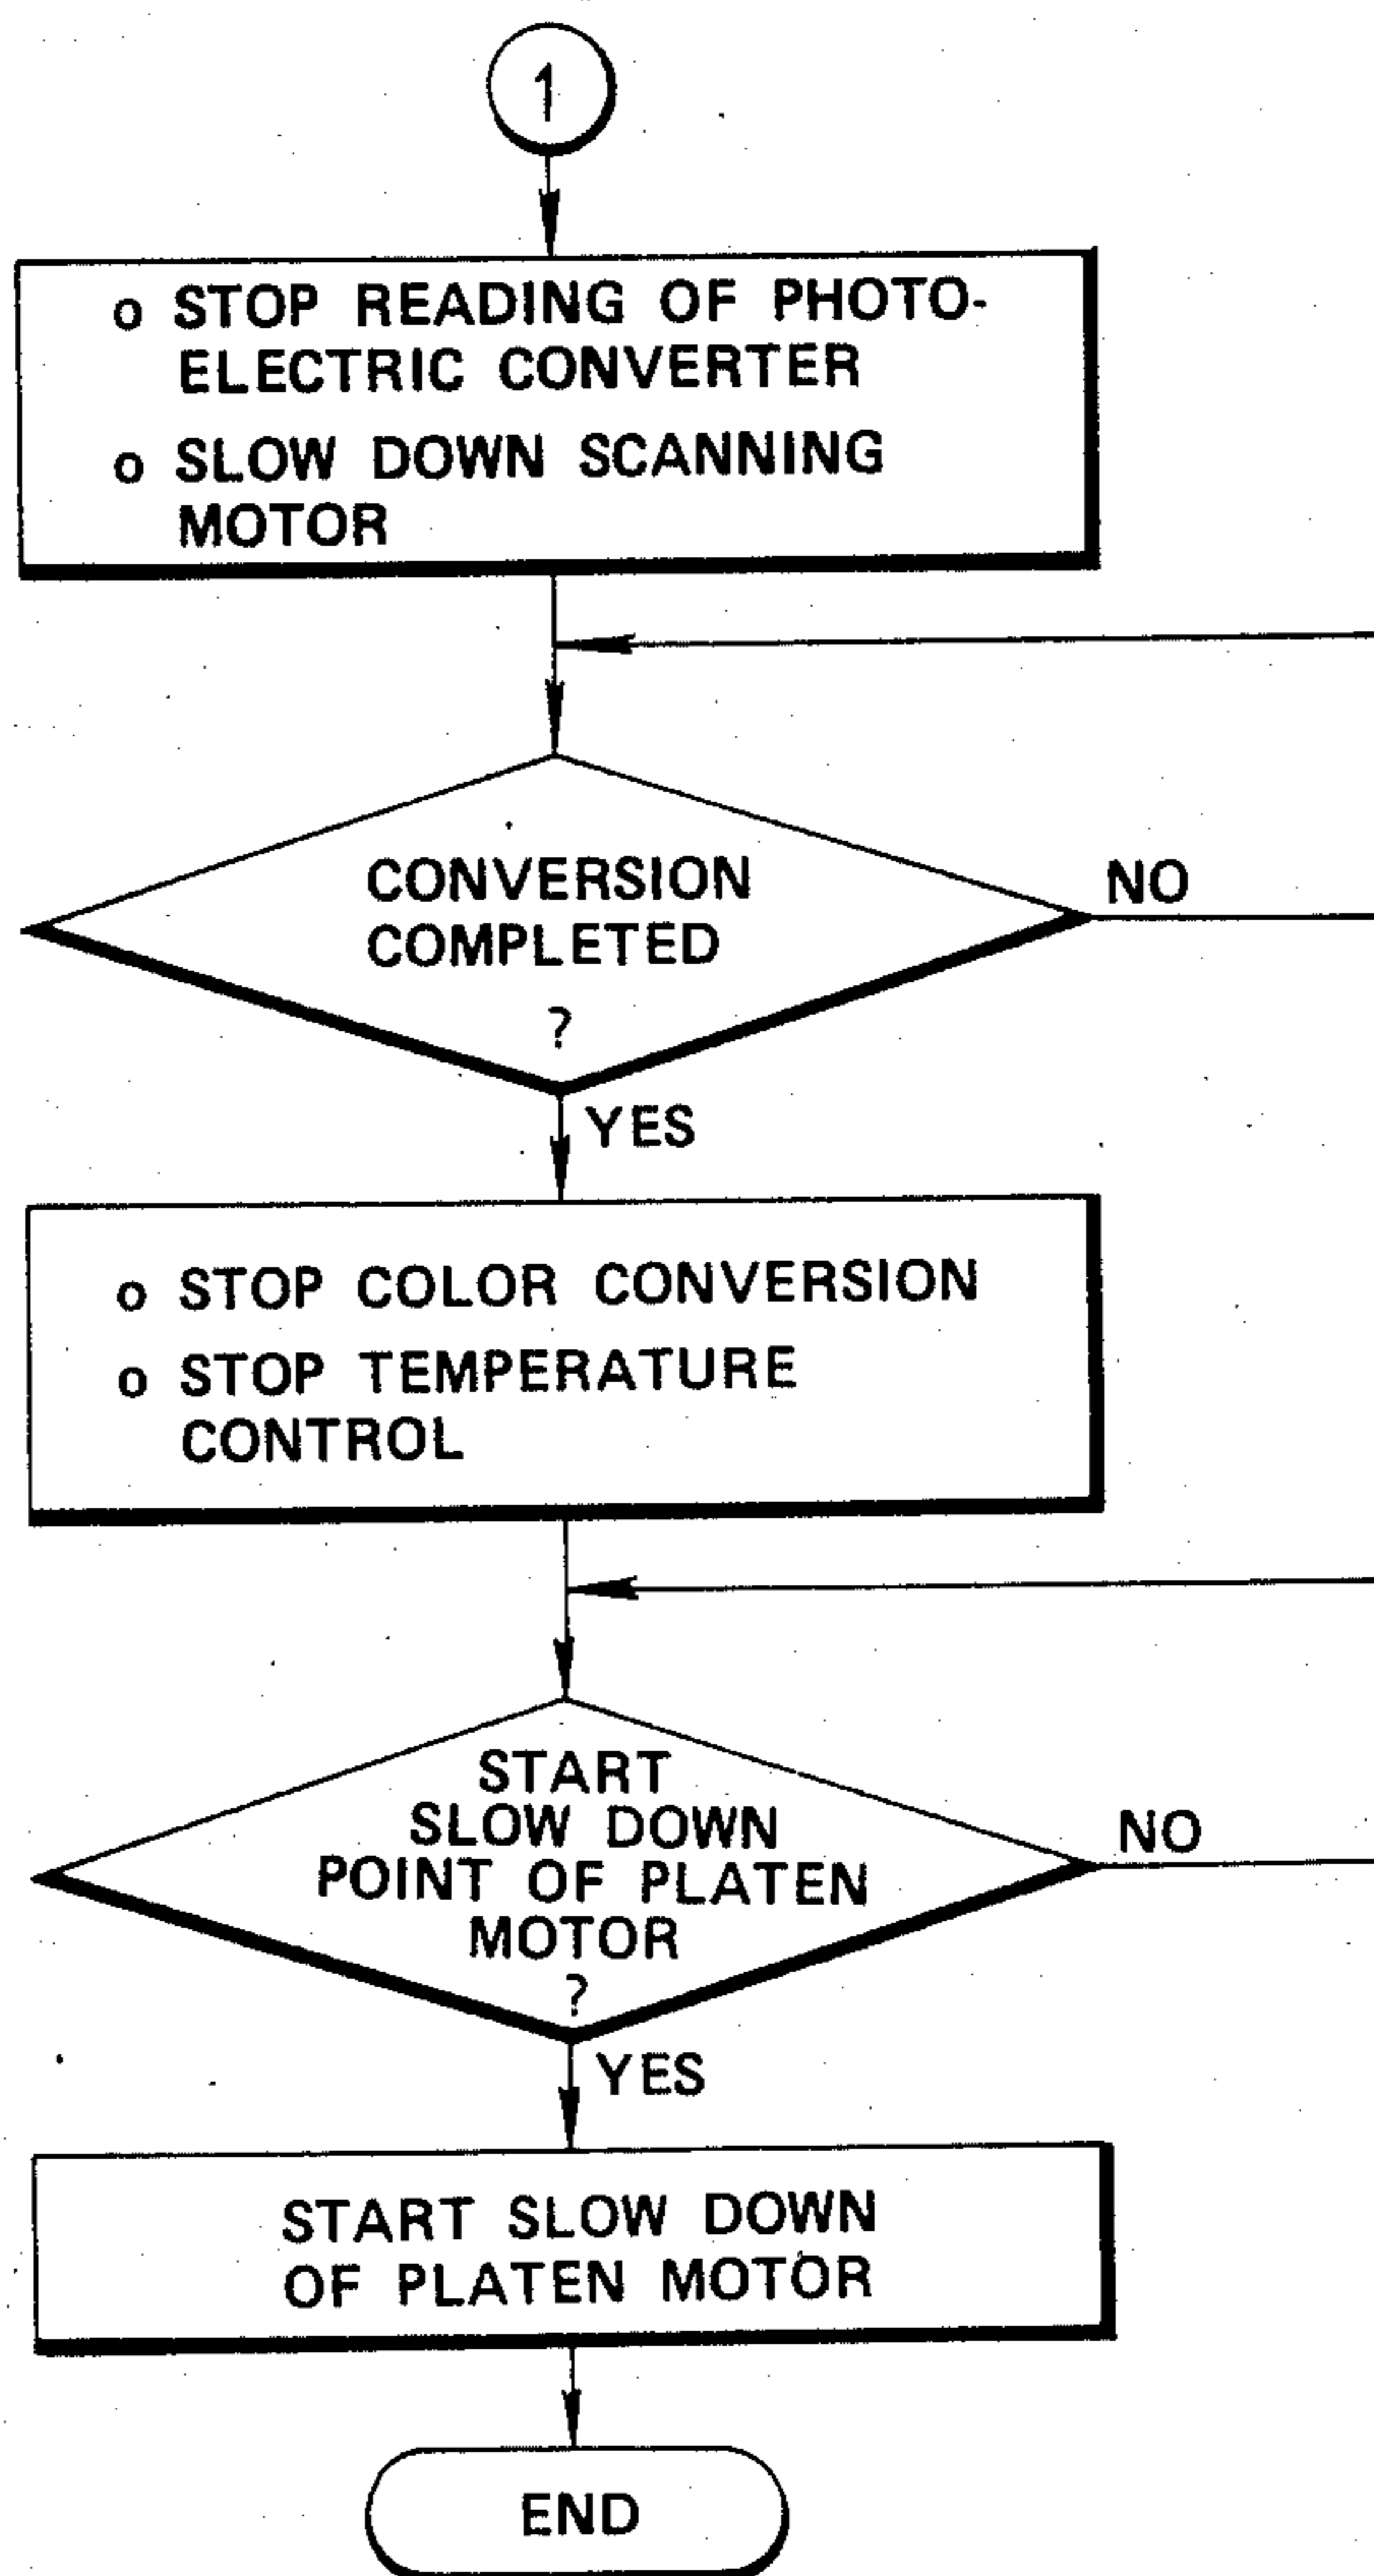 1
o STOP READING OF PHOTO-
ELECTRIC CONVERTER
o SLOW DOWN SCANNING
MOTOR
CONVERSION
COMPLETED
?
NO
YES
o STOP COLOR CONVERSION
o STOP TEMPERATURE
CONTROL
START
SLOW DOWN
POINT OF PLATEN
MOTOR
?
NO
YES
START SLOW DOWN
OF PLATEN MOTOR
END